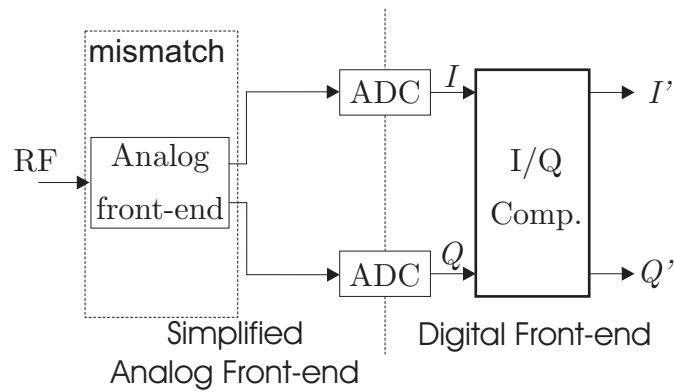 mismatch
RF
Analog
front-end
ADC
I
I/Q
Comp.
I'
ADC
Q
Q'
Simplified
Analog Front-end
Digital Front-end